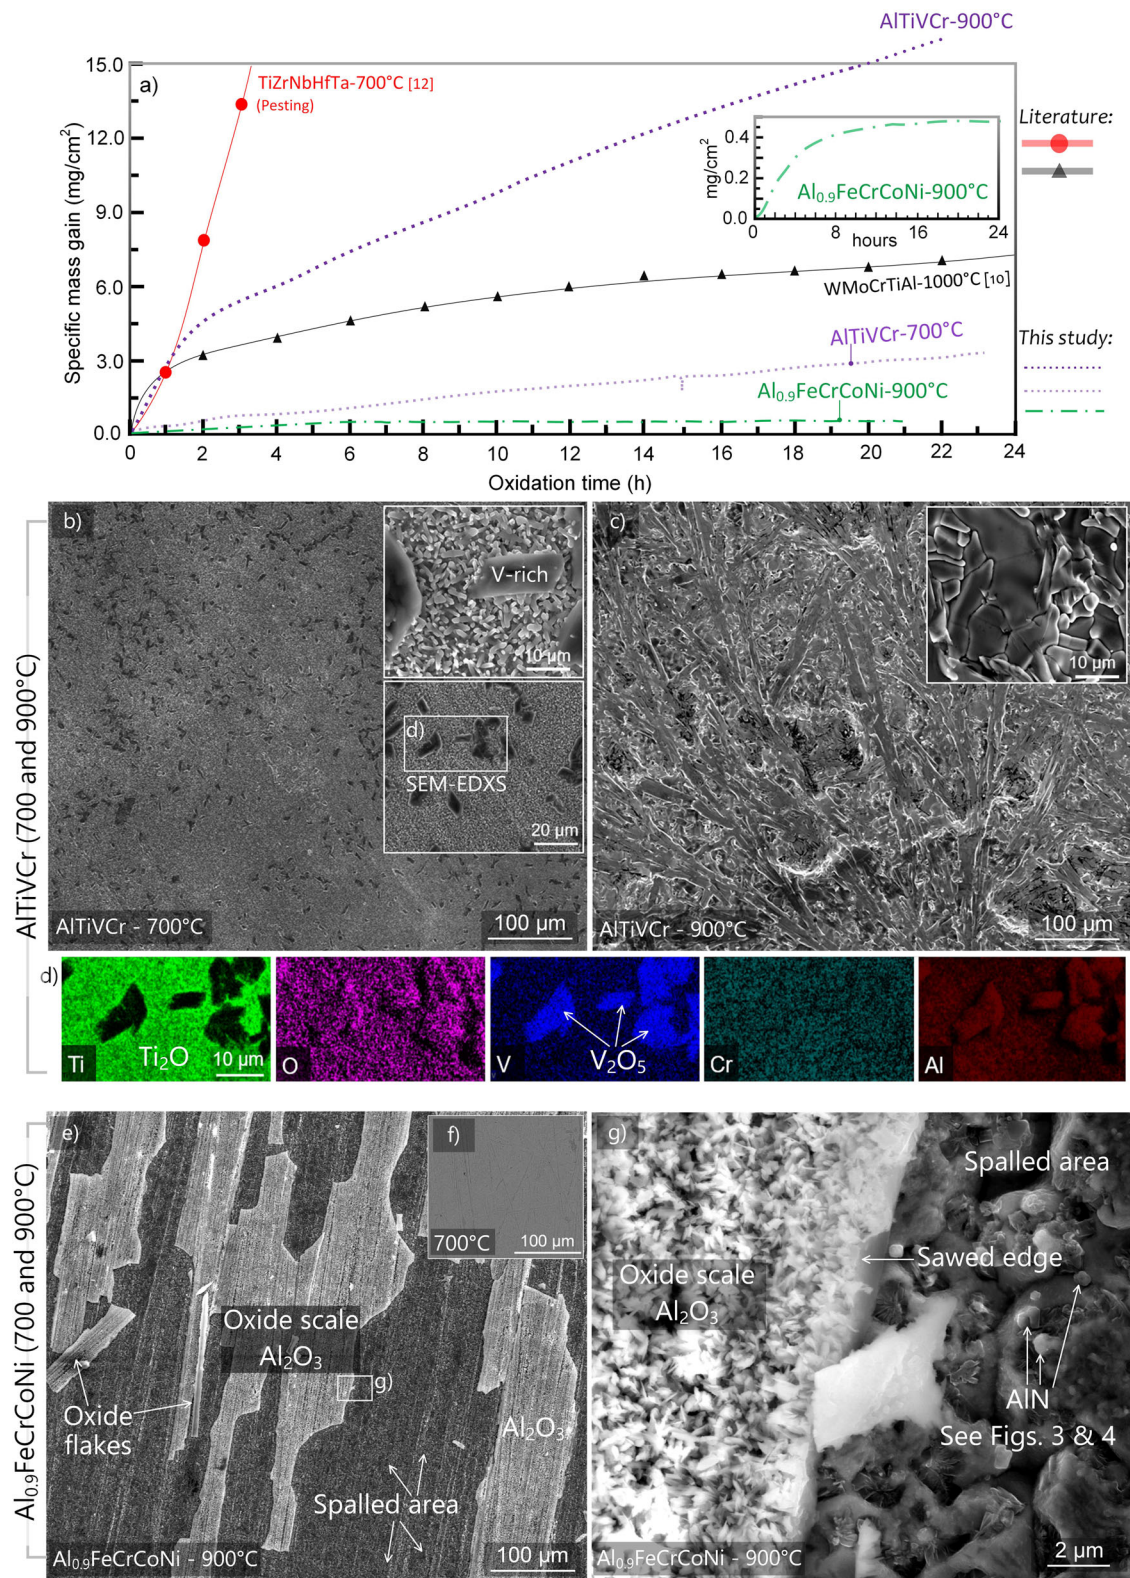 AlTiVCr-900°C
15.0
a)
TiZrNbHfTa-700°C [12]
(Pesting)
12.0
9.0
6.0
3.0
0.0
Specific mass gain (mg/cm²)
0.4
0.2
0.0
mg/cm²
Al₀.₉FeCrCoNi-900°C
0 8 16 24
hours
WMoCrTiAl-1000°C [10]
AlTiVCr-700°C
Al₀.₉FeCrCoNi-900°C
0 2 4 6 8 10 12 14 16 18 20 22 24
Oxidation time (h)
Literature:
This study:
AlTiVCr (700 and 900°C)
b)
V-rich
10 µm
d)
SEM-EDXS
20 µm
AlTiVCr - 700°C
100 µm
c)
10 µm
AlTiVCr - 900°C
100 µm
d)
Ti
Ti₂O
10 µm
O
V
V₂O₅
Cr
Al
Al₀.₉FeCrCoNi (700 and 900°C)
e)
f)
700°C
100 µm
Oxide scale
Al₂O₃
g)
Oxide
flakes
Al₂O₃
Spalled area
Al₀.₉FeCrCoNi - 900°C
100 µm
g)
Spalled area
Sawed edge
Oxide scale
Al₂O₃
AlN
See Figs. 3 & 4
Al₀.₉FeCrCoNi - 900°C
2 µm